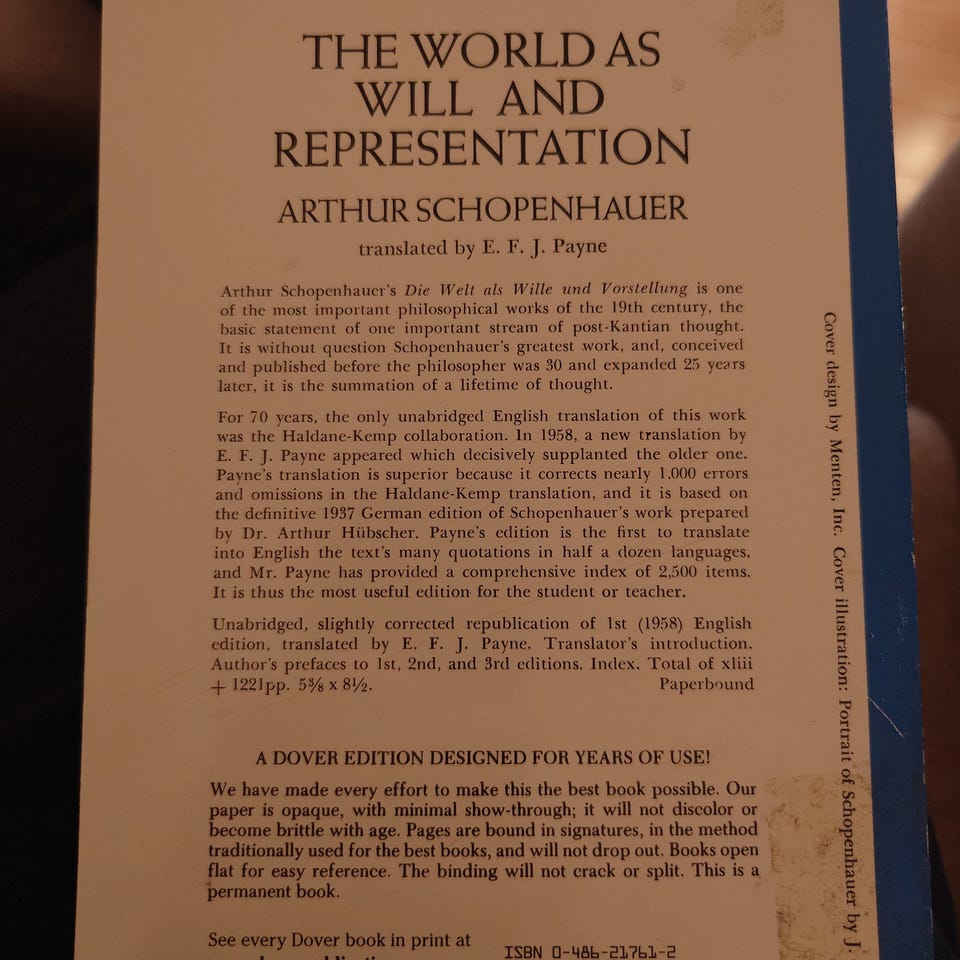 THE WORLD AS
WILL AND
REPRESENTATION
ARTHUR SCHOPENHAUER
translated by E. F. J. Payne
Arthur Schopenhauer's Die Welt als Wille und Vorstellung is one
of the most important philosophical works of the 19th century, the
basic statement of one important stream of post-Kantian thought.
It is without question Schopenhauer's greatest work, and, conceived
and published before the philosopher was 30 and expanded 25 years
later, it is the summation of a lifetime of thought.
For 70 years, the only unabridged English translation of this work
was the Haldane-Kemp collaboration. In 1958, a new translation by
E. F. J. Payne appeared which decisively supplanted the older one.
Payne's translation is superior because it corrects nearly 1,000 errors
and omissions in the Haldane-Kemp translation, and it is based on
the definitive 1937 German edition of Schopenhauer's work prepared
by Dr. Arthur Hübscher. Payne's edition is the first to translate
into English the text's many quotations in half a dozen languages,
and Mr. Payne has provided a comprehensive index of 2,500 items.
It is thus the most useful edition for the student or teacher.
Unabridged, slightly corrected republication of 1st (1958) English
edition, translated by E. F. J. Payne. Translator's introduction.
Author's prefaces to 1st, 2nd, and 3rd editions. Index. Total of xliii
+ 1221pp. 5⅜ x 8½. Paperbound
A DOVER EDITION DESIGNED FOR YEARS OF USE!
We have made every effort to make this the best book possible. Our
paper is opaque, with minimal show-through; it will not discolor or
become brittle with age. Pages are bound in signatures, in the method
traditionally used for the best books, and will not drop out. Books open
flat for easy reference. The binding will not crack or split. This is a
permanent book.
See every Dover book in print at
ISBN 0-486-21761-2
Cover design by Menten, Inc. Cover illustration: Portrait of Schopenhauer by J.